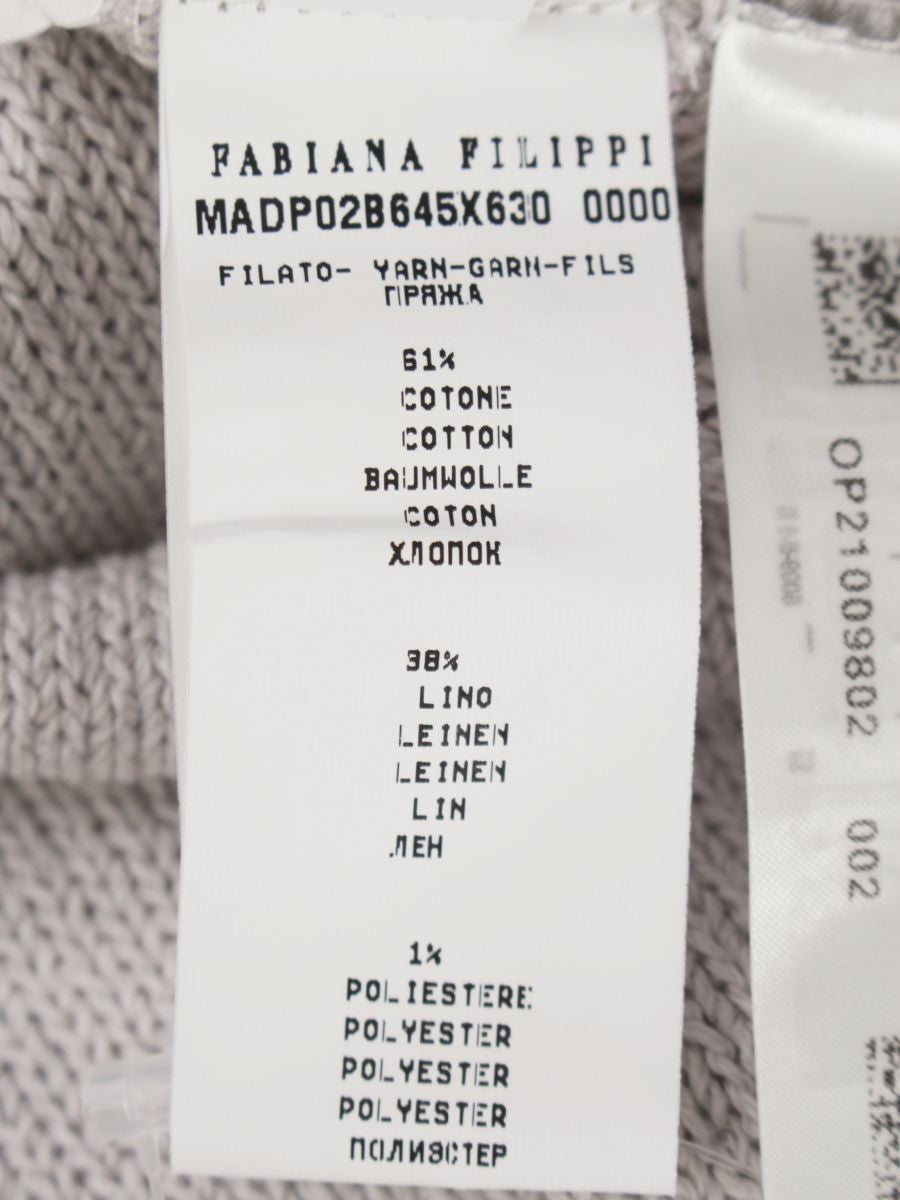 FABIANA FILIPPI
MADP02B645X630 0000
FILATO- YARN-GARN-FILS
ПРЯЖА
61%
COTONE
COTTON
BAUMWOLLE
COTON
ХЛОПОК
38%
LINO
LEINEN
LEINEN
LIN
ЛЕН
1%
POLIESTERE
POLYESTER
POLYESTER
POLYESTER
ПОЛИЭСТЕР
OP21009802 002